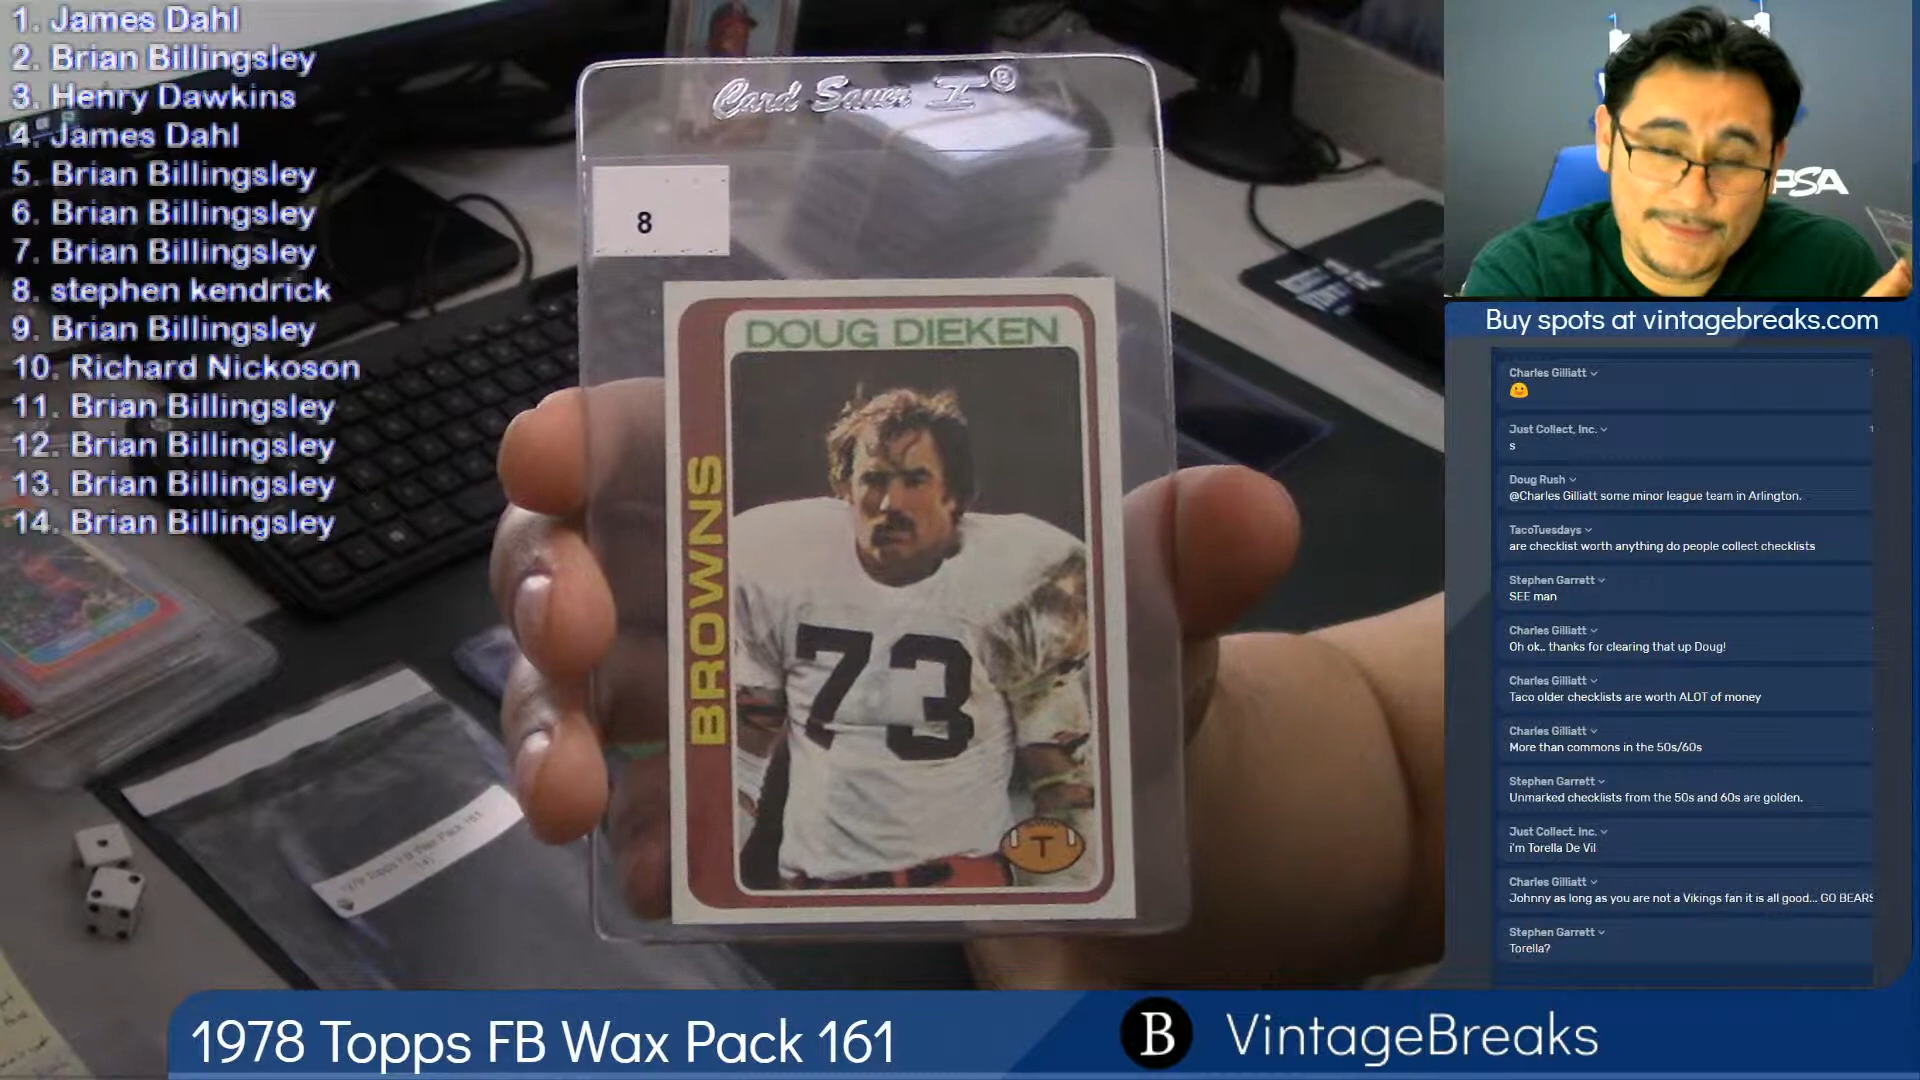 1. James Dahl
2. Brian Billingsley
3. Henry Dawkins
4. James Dahl
5. Brian Billingsley
6. Brian Billingsley
7. Brian Billingsley
8. stephen kendrick
9. Brian Billingsley
10. Richard Nickoson
11. Brian Billingsley
12. Brian Billingsley
13. Brian Billingsley
14. Brian Billingsley
Card Saver I®
8
DOUG DIEKEN
BROWNS
73
T
1978 Topps FB Wax Pack 161
PSA
Buy spots at vintagebreaks.com
Charles Gilliatt
Just Collect, Inc.
s
Doug Rush
@Charles Gilliatt some minor league team in Arlington.
TacoTuesdays
are checklist worth anything do people collect checklists
Stephen Garrett
SEE man
Charles Gilliatt
Oh ok.. thanks for clearing that up Doug!
Charles Gilliatt
Taco older checklists are worth ALOT of money
Charles Gilliatt
More than commons in the 50s/60s
Stephen Garrett
Unmarked checklists from the 50s and 60s are golden.
Just Collect, Inc.
i'm Torella De Vil
Charles Gilliatt
Johnny as long as you are not a Vikings fan it is all good... GO BEARS
Stephen Garrett
Torella?
1978 Topps FB Wax Pack 161
B VintageBreaks